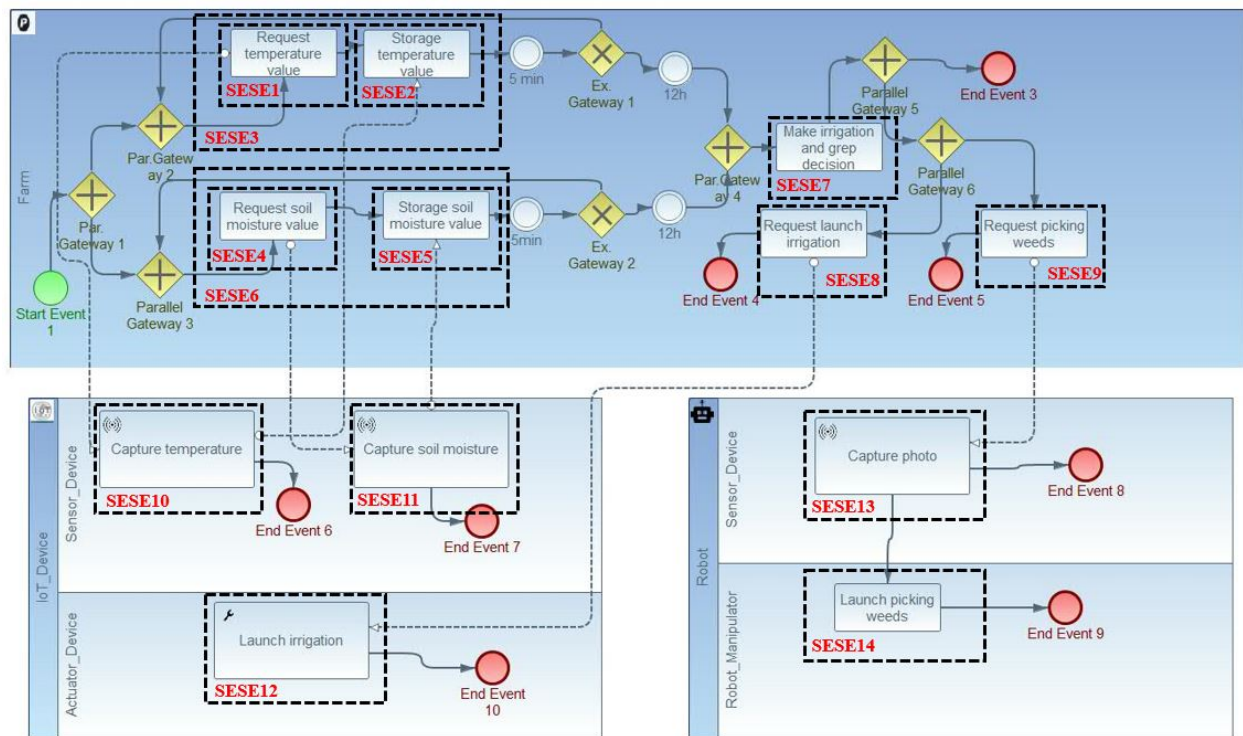 P
Farm
Request
temperature
value
SESE1
Storage
temperature
value
SESE2
SESE3
5 min
Ex.
Gateway 1
12h
Par.Gatew
ay 2
Par.
Gateway 1
Start Event
1
Parallel
Gateway 3
Request soil
moisture value
SESE4
Storage soil
moisture value
SESE5
SESE6
5min
Ex.
Gateway 2
12h
Par.Gatew
ay 4
Make irrigation
and grep
decision
SESE7
Parallel
Gateway 5
End Event 3
Parallel
Gateway 6
Request launch
irrigation
SESE8
End Event 4
Request picking
weeds
SESE9
End Event 5
IoT_Device
Sensor_Device
Capture temperature
SESE10
End Event 6
Capture soil moisture
SESE11
End Event 7
Actuator_Device
Launch irrigation
SESE12
End Event
10
Robot
Sensor_Device
Capture photo
SESE13
End Event 8
Robot_Manipulator
Launch picking
weeds
SESE14
End Event 9